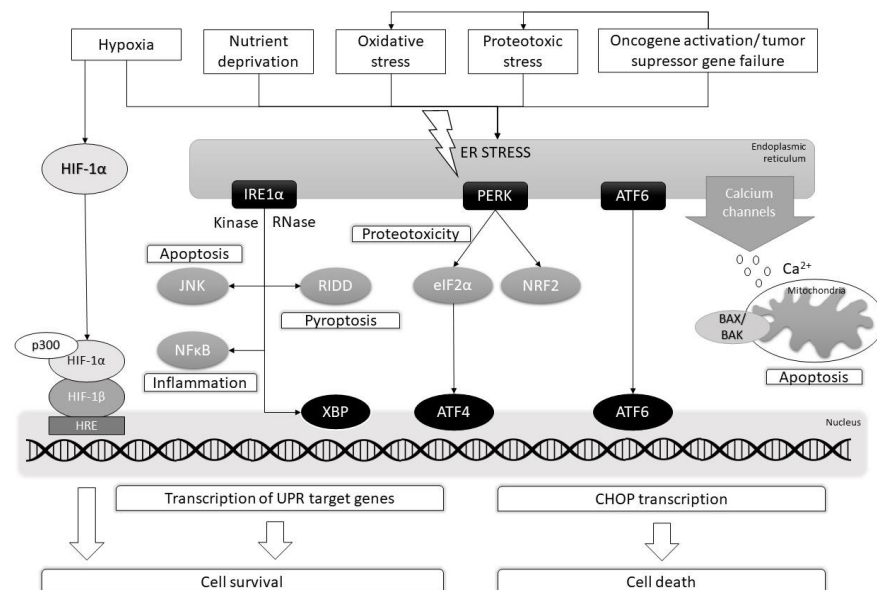 Hypoxia
Nutrient
deprivation
Oxidative
stress
Proteotoxic
stress
Oncogene activation/ tumor
supressor gene failure
ER STRESS
Endoplasmic
reticulum
HIF-1α
IRE1α
PERK
ATF6
Calcium
channels
Kinase
RNase
Proteotoxicity
Apoptosis
JNK
RIDD
eIF2α
NRF2
Ca2+
Mitochondria
Pyroptosis
BAX/
BAK
p300
HIF-1α
NFκB
Inflammation
Apoptosis
HIF-1β
HRE
XBP
ATF4
ATF6
Nucleus
Transcription of UPR target genes
CHOP transcription
Cell survival
Cell death